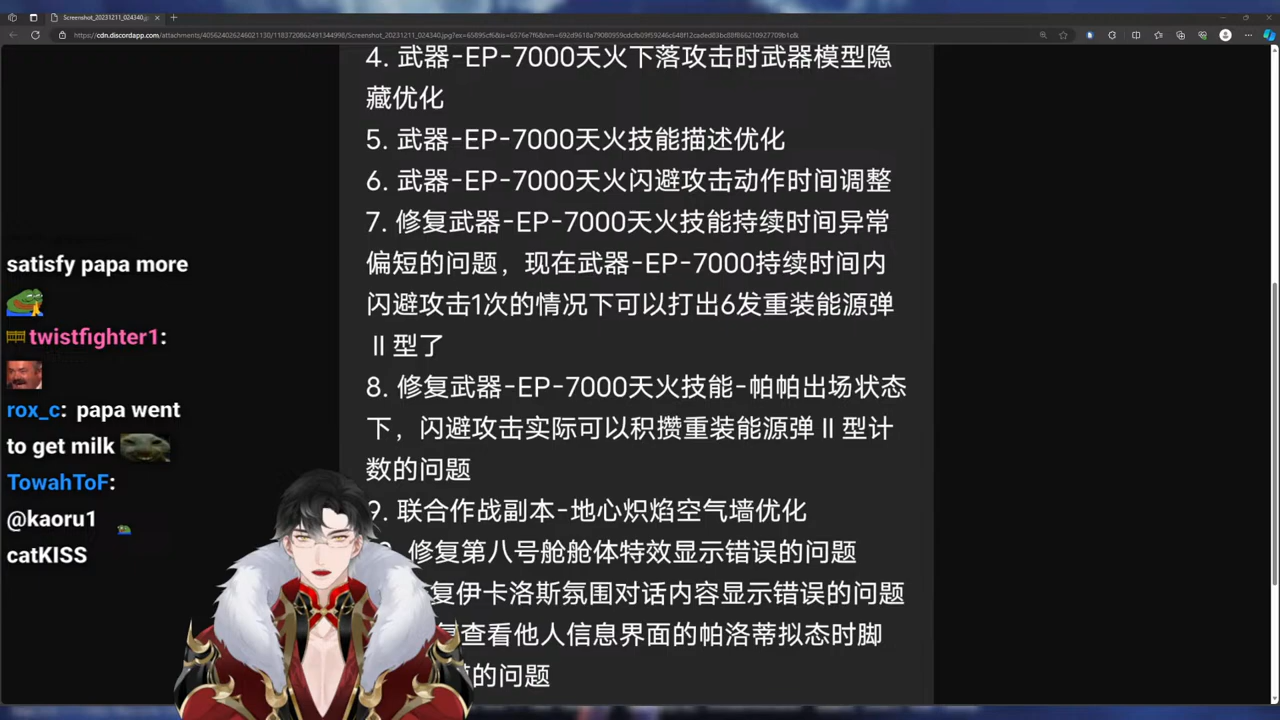 Screenshot_20231211_024340.jpg
4. 武器-EP-7000天火下落攻击时武器模型隐
藏优化
5. 武器-EP-7000天火技能描述优化
6. 武器-EP-7000天火闪避攻击动作时间调整
7. 修复武器-EP-7000天火技能持续时间异常
偏短的问题，现在武器-EP-7000持续时间内
闪避攻击1次的情况下可以打出6发重装能源弹
Ⅱ型了
8. 修复武器-EP-7000天火技能-帕帕出场状态
下，闪避攻击实际可以积攒重装能源弹Ⅱ型计
数的问题
9. 联合作战副本-地心炽焰空气墙优化
修复第八号舱舱体特效显示错误的问题
复伊卡洛斯氛围对话内容显示错误的问题
查看他人信息界面的帕洛蒂拟态时脚
的问题
satisfy papa more
twistfighter1:
rox_c: papa went
to get milk
TowahToF:
@kaoru1
catKISS